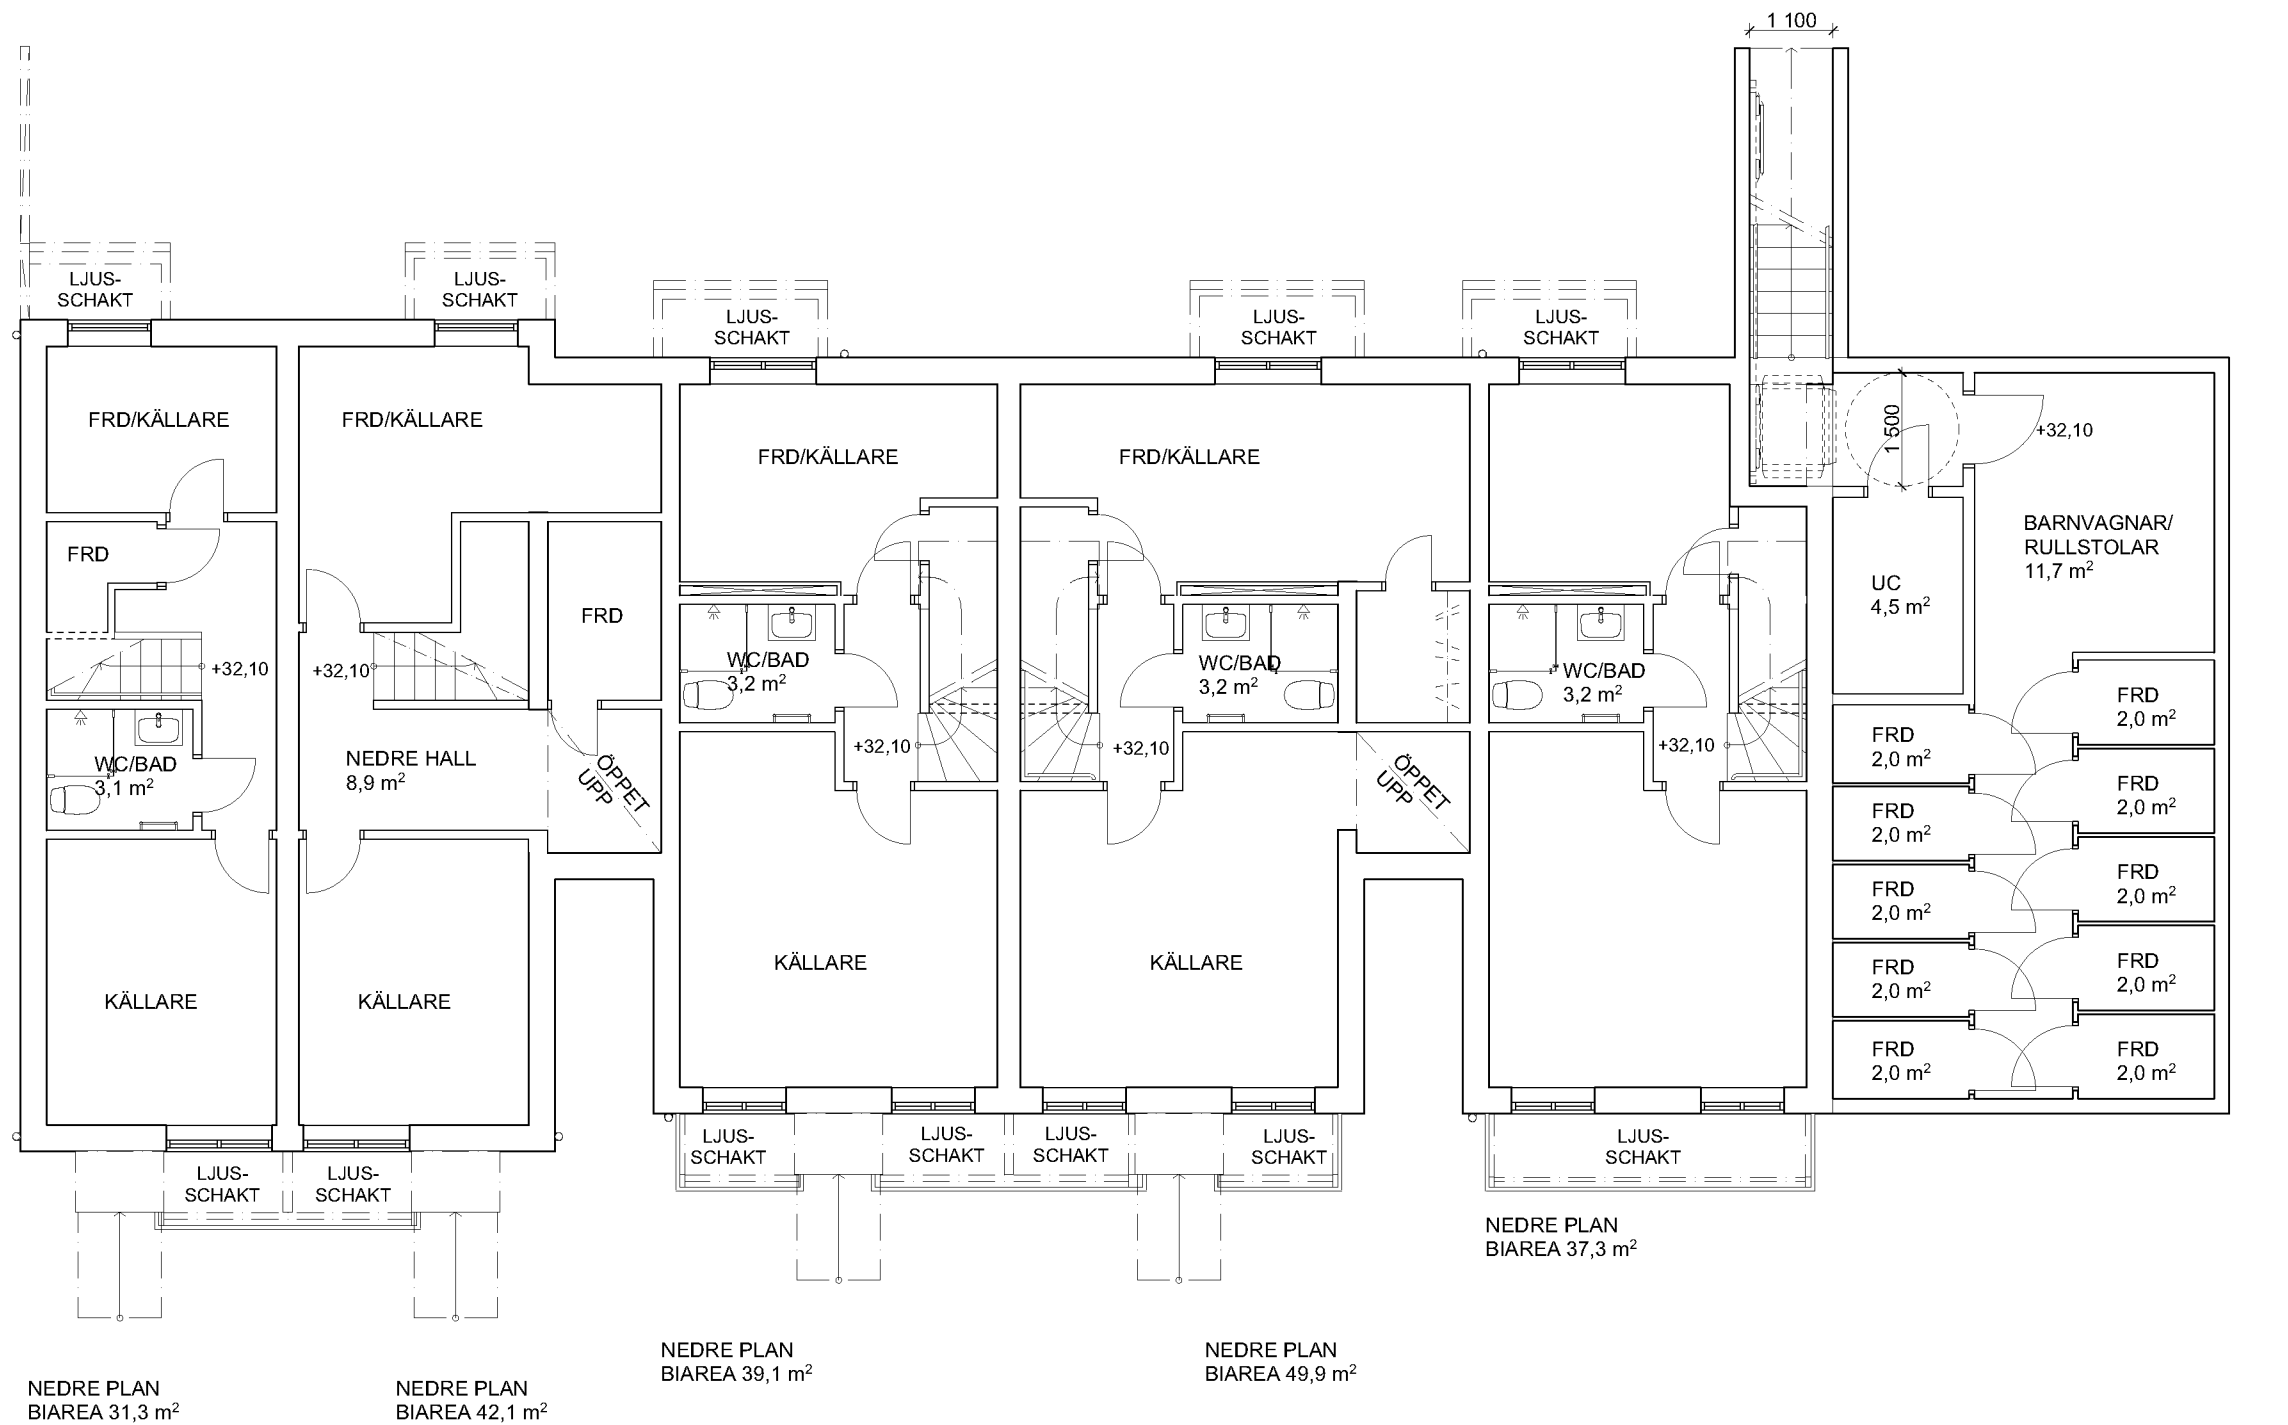 1 100
LJUS-
SCHAKT
LJUS-
SCHAKT
LJUS-
SCHAKT
LJUS-
SCHAKT
LJUS-
SCHAKT
FRD/KÄLLARE
FRD/KÄLLARE
FRD/KÄLLARE
FRD/KÄLLARE
1 500
+32,10
BARNVAGNAR/
RULLSTOLAR
11,7 m²
FRD
FRD
UC
4,5 m²
+32,10
+32,10
WC/BAD
3,2 m²
WC/BAD
3,2 m²
WC/BAD
3,2 m²
+32,10
+32,10
+32,10
WC/BAD
3,1 m²
NEDRE HALL
8,9 m²
ÖPPET
UPP
ÖPPET
UPP
FRD
2,0 m²
FRD
2,0 m²
FRD
2,0 m²
FRD
2,0 m²
FRD
2,0 m²
FRD
2,0 m²
FRD
2,0 m²
FRD
2,0 m²
FRD
2,0 m²
FRD
2,0 m²
KÄLLARE
KÄLLARE
KÄLLARE
KÄLLARE
LJUS-
SCHAKT
LJUS-
SCHAKT
LJUS-
SCHAKT
LJUS-
SCHAKT
LJUS-
SCHAKT
LJUS-
SCHAKT
LJUS-
SCHAKT
NEDRE PLAN
BIAREA 37,3 m²
NEDRE PLAN
BIAREA 39,1 m²
NEDRE PLAN
BIAREA 49,9 m²
NEDRE PLAN
BIAREA 31,3 m²
NEDRE PLAN
BIAREA 42,1 m²